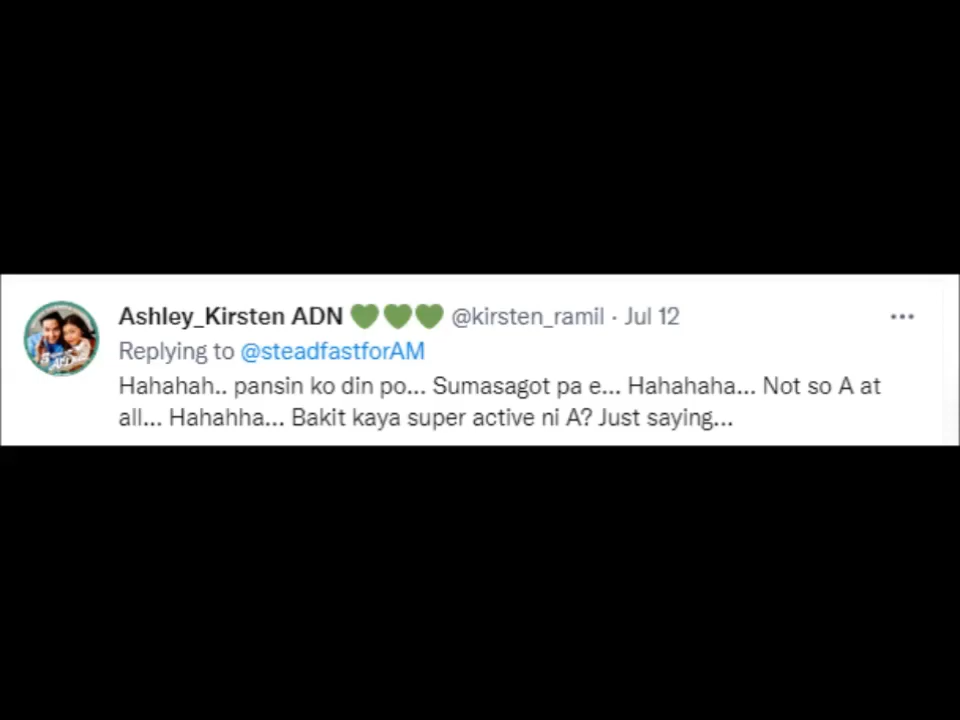 Ashley_Kirsten ADN 💚💚💚 @kirsten_ramil · Jul 12
Replying to @steadfastforAM
Hahahah.. pansin ko din po... Sumasagot pa e... Hahahaha... Not so A at
all... Hahahha... Bakit kaya super active ni A? Just saying...